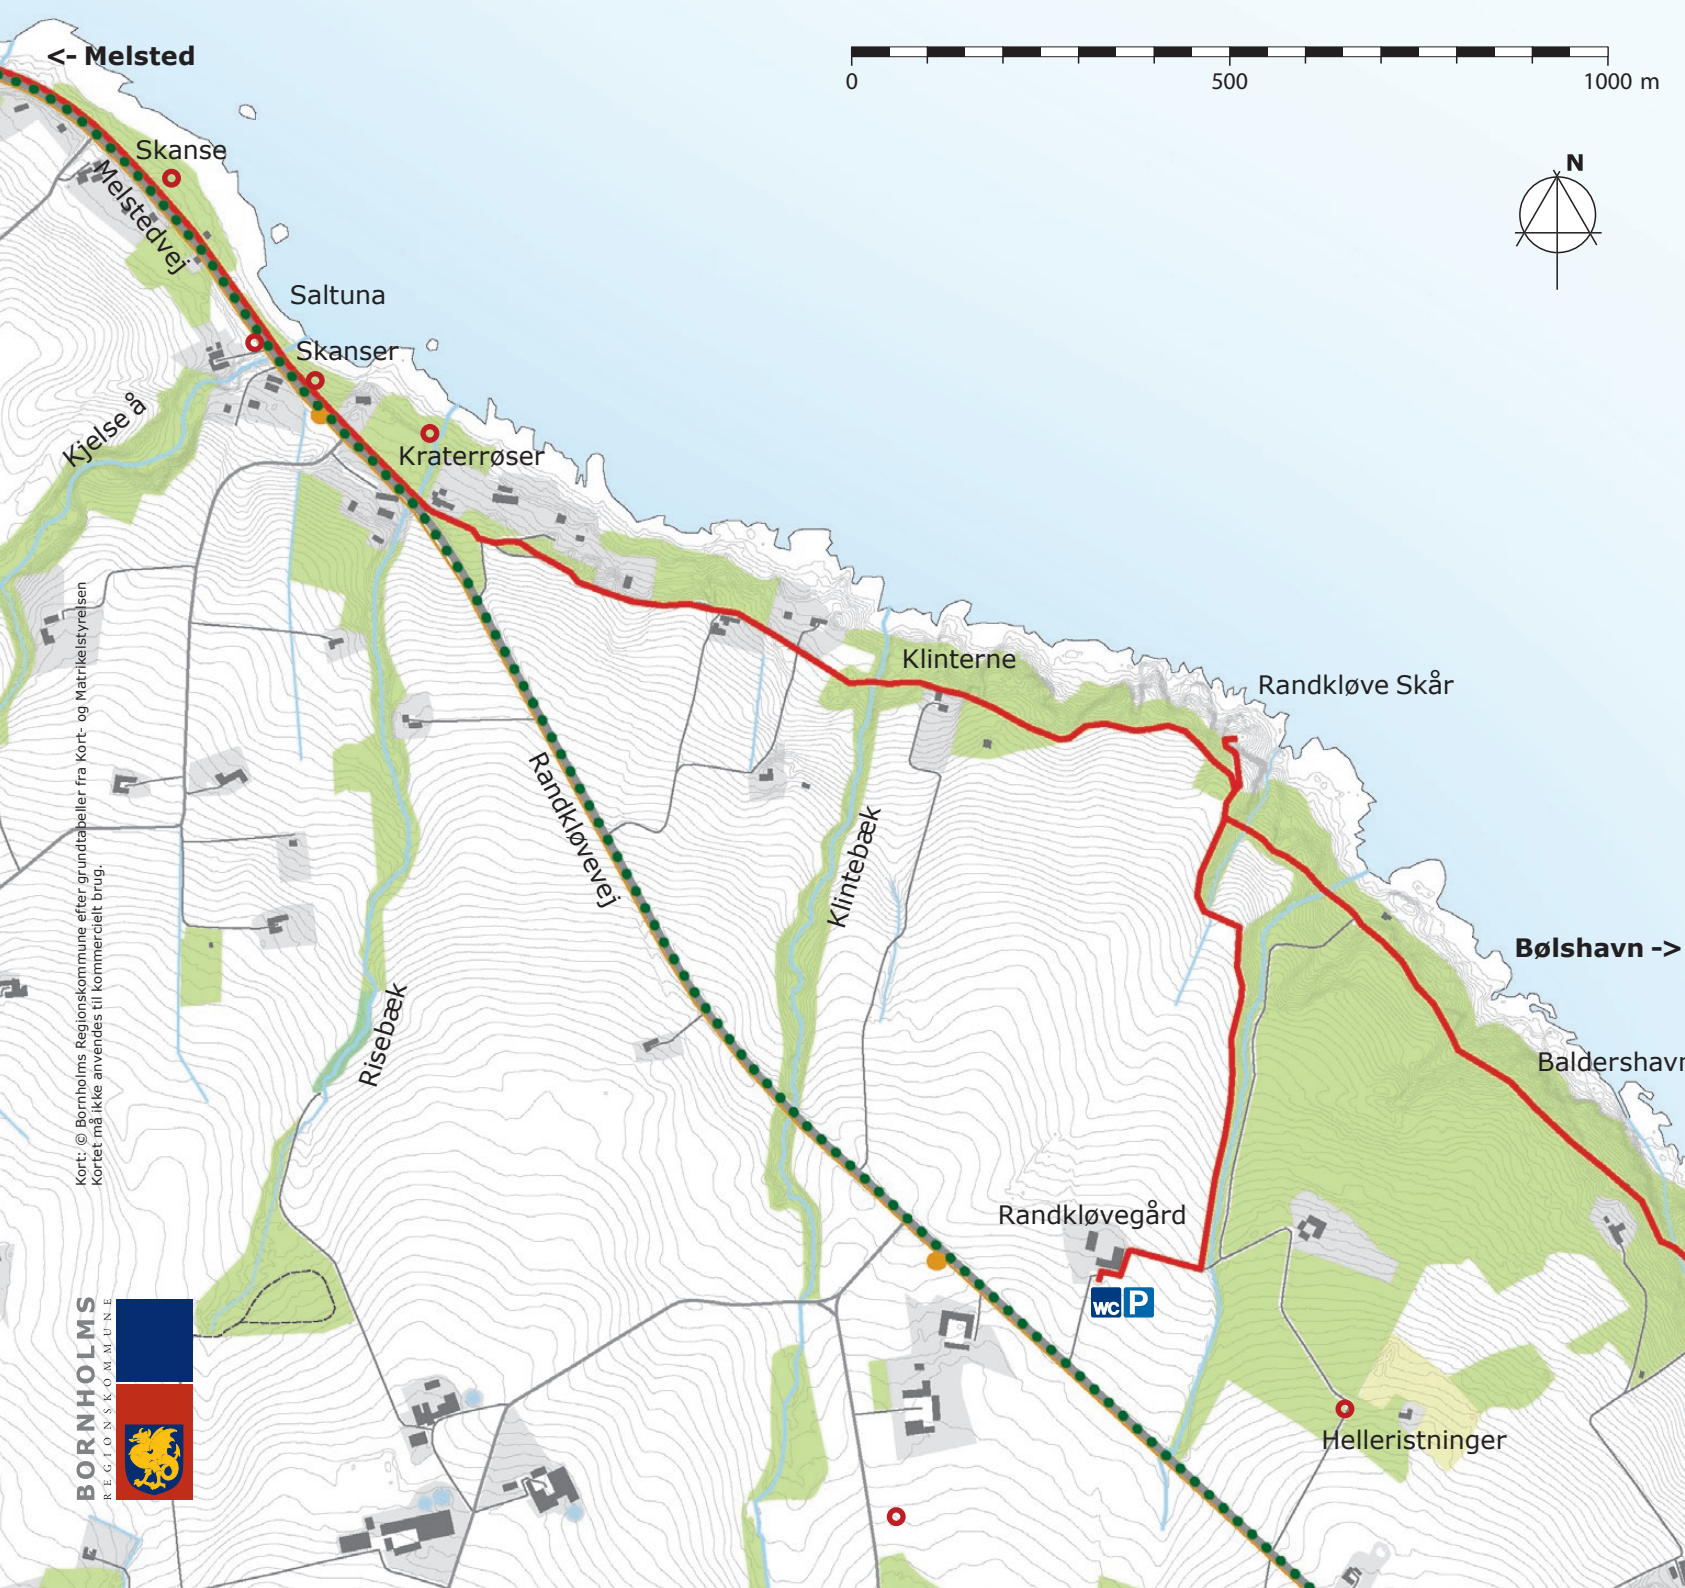 <- Melsted
0 500 1000 m
N
Skanse
Melstedvej
Saltuna
Skanser
Kjelse å
Kraterrøser
Klinterne
Randkløve Skår
Randkløvevej
Klintebæk
Bølshavn ->
Risebæk
Baldershavn
Randkløvegård
WC P
Helleristninger
Kort: © Bornholms Regionskommune efter grundtabeller fra Kort- og Matrikelstyrelsen
Kortet må ikke anvendes til kommercielt brug.
BORNHOLMS
REGIONSKOMMUNE